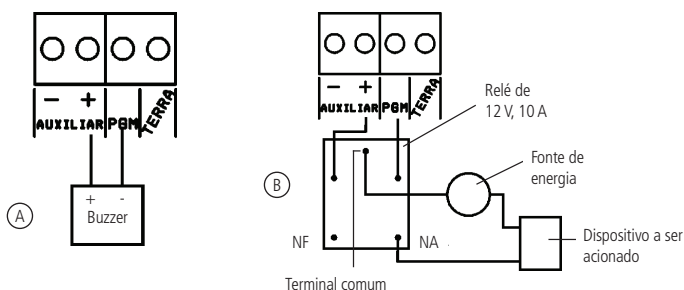 - +
AUXILIAR PGM TERRA
+ -
Buzzer
A
- +
AUXILIAR PGM TERRA
Relé de
12 V, 10 A
Fonte de
energia
B
NF
NA
Dispositivo a ser
acionado
Terminal comum